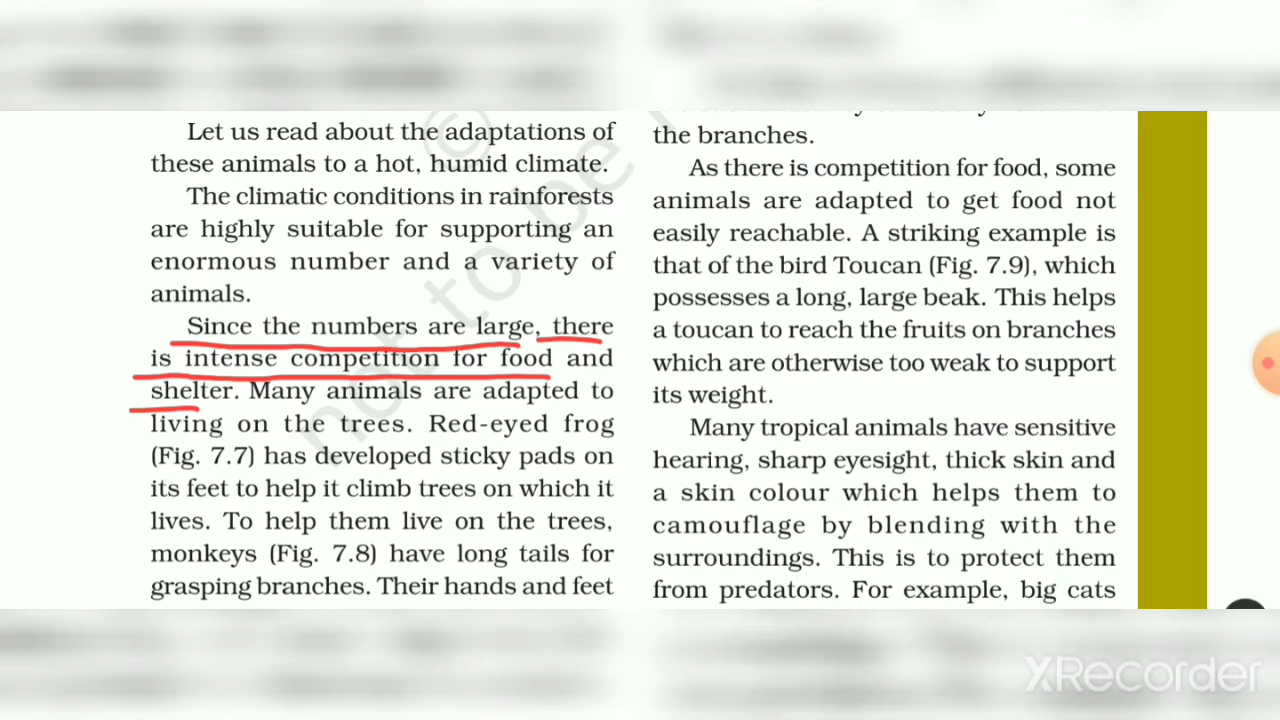 Let us read about the adaptations of
these animals to a hot, humid climate.
The climatic conditions in rainforests
are highly suitable for supporting an
enormous number and a variety of
animals.
Since the numbers are large, there
is intense competition for food and
shelter. Many animals are adapted to
living on the trees. Red-eyed frog
(Fig. 7.7) has developed sticky pads on
its feet to help it climb trees on which it
lives. To help them live on the trees,
monkeys (Fig. 7.8) have long tails for
grasping branches. Their hands and feet
the branches.
As there is competition for food, some
animals are adapted to get food not
easily reachable. A striking example is
that of the bird Toucan (Fig. 7.9), which
possesses a long, large beak. This helps
a toucan to reach the fruits on branches
which are otherwise too weak to support
its weight.
Many tropical animals have sensitive
hearing, sharp eyesight, thick skin and
a skin colour which helps them to
camouflage by blending with the
surroundings. This is to protect them
from predators. For example, big cats
©
not to be
XRecorder